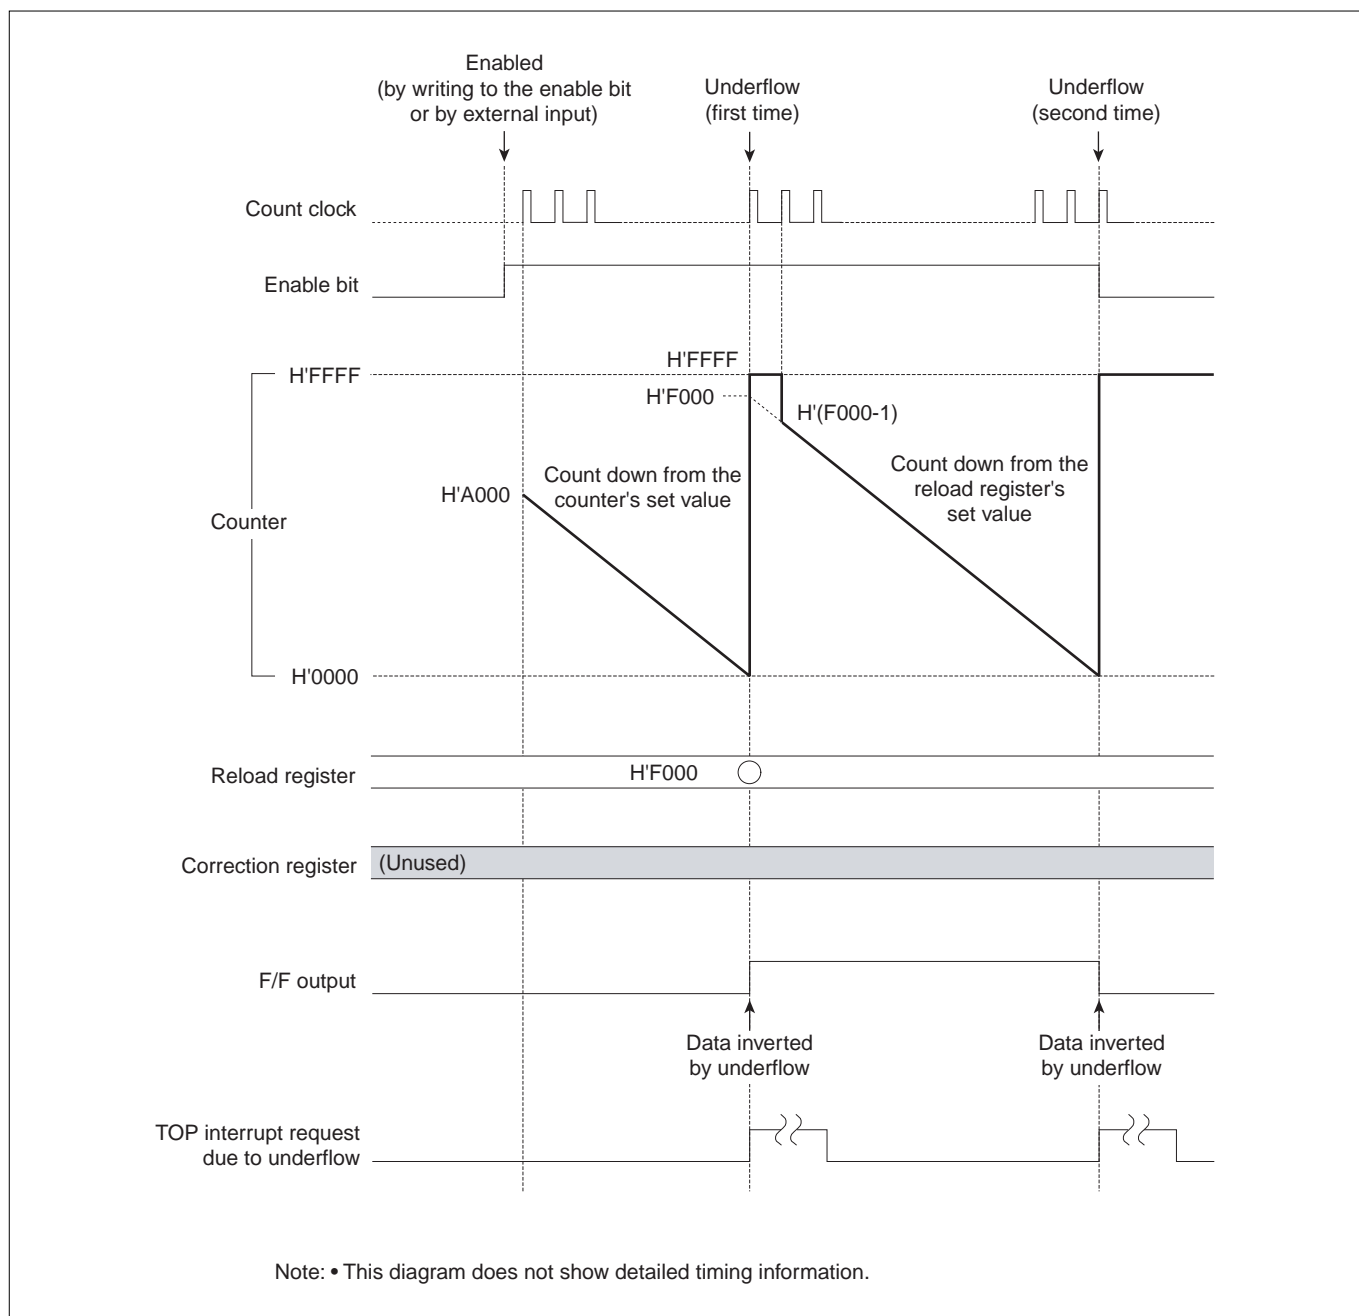 Enabled
(by writing to the enable bit
or by external input)
Underflow
(first time)
Underflow
(second time)
Count clock
Enable bit
H'FFFF
H'FFFF
H'F000
H'(F000-1)
Count down from the
counter's set value
Count down from the
reload register's
set value
H'A000
Counter
H'0000
Reload register
H'F000
Correction register
(Unused)
F/F output
Data inverted
by underflow
Data inverted
by underflow
TOP interrupt request
due to underflow
Note: • This diagram does not show detailed timing information.